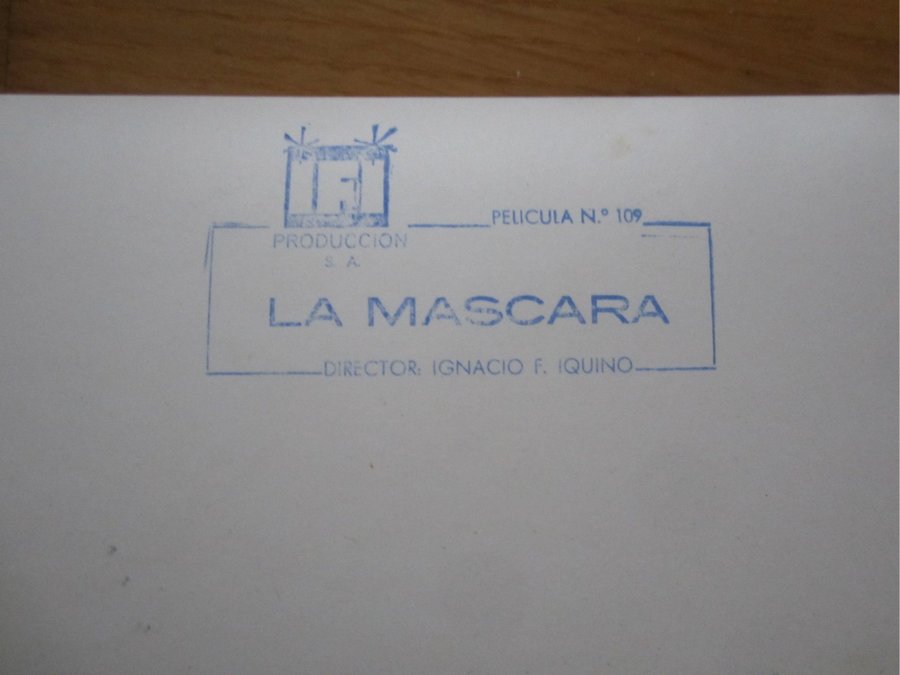 PELICULA N.º 109
PRODUCCION
S. A.
LA MASCARA
DIRECTOR: IGNACIO F. IQUINO